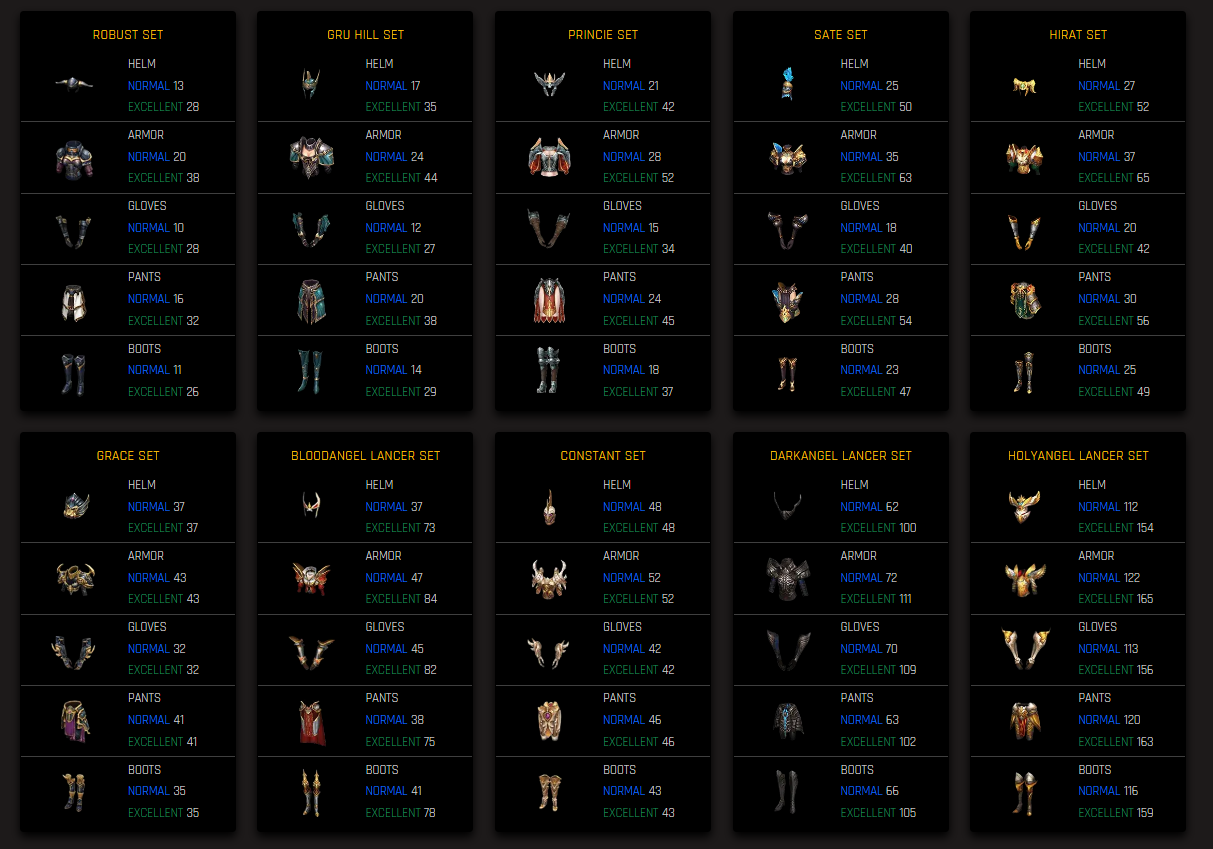 ROBUST SET
HELM
NORMAL 13
EXCELLENT 28
ARMOR
NORMAL 20
EXCELLENT 38
GLOVES
NORMAL 10
EXCELLENT 28
PANTS
NORMAL 16
EXCELLENT 32
BOOTS
NORMAL 11
EXCELLENT 26
GRU HILL SET
HELM
NORMAL 17
EXCELLENT 35
ARMOR
NORMAL 24
EXCELLENT 44
GLOVES
NORMAL 12
EXCELLENT 27
PANTS
NORMAL 20
EXCELLENT 38
BOOTS
NORMAL 14
EXCELLENT 29
PRINCIE SET
HELM
NORMAL 21
EXCELLENT 42
ARMOR
NORMAL 28
EXCELLENT 52
GLOVES
NORMAL 15
EXCELLENT 34
PANTS
NORMAL 24
EXCELLENT 45
BOOTS
NORMAL 18
EXCELLENT 37
SATE SET
HELM
NORMAL 25
EXCELLENT 50
ARMOR
NORMAL 35
EXCELLENT 63
GLOVES
NORMAL 18
EXCELLENT 40
PANTS
NORMAL 28
EXCELLENT 54
BOOTS
NORMAL 23
EXCELLENT 47
HIRAT SET
HELM
NORMAL 27
EXCELLENT 52
ARMOR
NORMAL 37
EXCELLENT 65
GLOVES
NORMAL 20
EXCELLENT 42
PANTS
NORMAL 30
EXCELLENT 56
BOOTS
NORMAL 25
EXCELLENT 49
GRACE SET
HELM
NORMAL 37
EXCELLENT 37
ARMOR
NORMAL 43
EXCELLENT 43
GLOVES
NORMAL 32
EXCELLENT 32
PANTS
NORMAL 41
EXCELLENT 41
BOOTS
NORMAL 35
EXCELLENT 35
BLOODANGEL LANCER SET
HELM
NORMAL 37
EXCELLENT 73
ARMOR
NORMAL 47
EXCELLENT 84
GLOVES
NORMAL 45
EXCELLENT 82
PANTS
NORMAL 38
EXCELLENT 75
BOOTS
NORMAL 41
EXCELLENT 78
CONSTANT SET
HELM
NORMAL 48
EXCELLENT 48
ARMOR
NORMAL 52
EXCELLENT 52
GLOVES
NORMAL 42
EXCELLENT 42
PANTS
NORMAL 46
EXCELLENT 46
BOOTS
NORMAL 43
EXCELLENT 43
DARKANGEL LANCER SET
HELM
NORMAL 62
EXCELLENT 100
ARMOR
NORMAL 72
EXCELLENT 111
GLOVES
NORMAL 70
EXCELLENT 109
PANTS
NORMAL 63
EXCELLENT 102
BOOTS
NORMAL 66
EXCELLENT 105
HOLYANGEL LANCER SET
HELM
NORMAL 112
EXCELLENT 154
ARMOR
NORMAL 122
EXCELLENT 165
GLOVES
NORMAL 113
EXCELLENT 156
PANTS
NORMAL 120
EXCELLENT 163
BOOTS
NORMAL 116
EXCELLENT 159